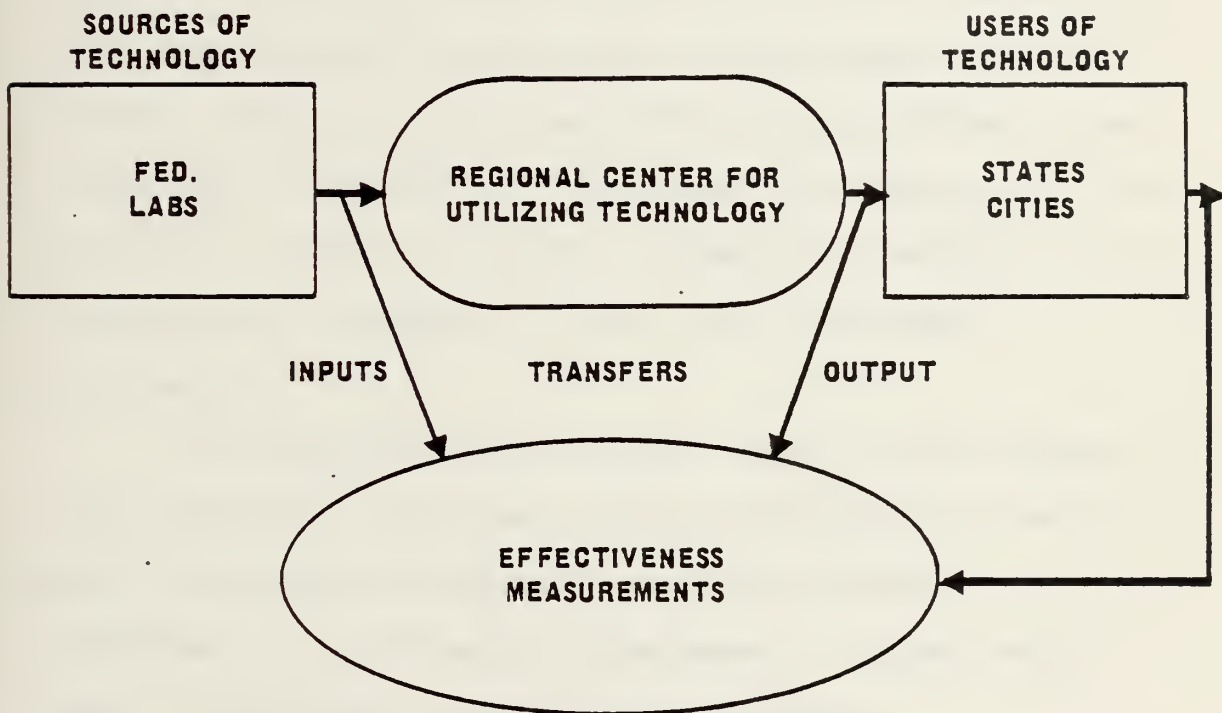 SOURCES OF
TECHNOLOGY
USERS OF
TECHNOLOGY
FED.
LABS
REGIONAL CENTER FOR
UTILIZING TECHNOLOGY
STATES
CITIES
INPUTS
TRANSFERS
OUTPUT
EFFECTIVENESS
MEASUREMENTS